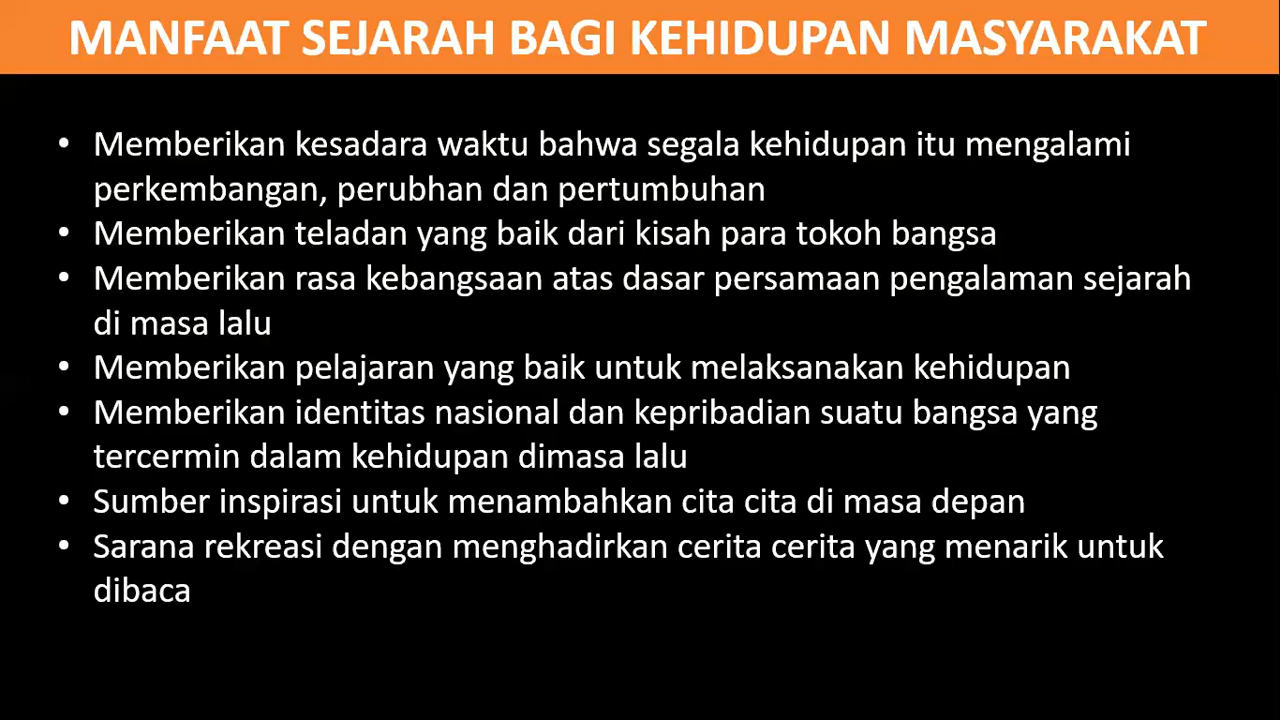 MANFAAT SEJARAH BAGI KEHIDUPAN MASYARAKAT
• Memberikan kesadara waktu bahwa segala kehidupan itu mengalami
perkembangan, perubhan dan pertumbuhan
• Memberikan teladan yang baik dari kisah para tokoh bangsa
• Memberikan rasa kebangsaan atas dasar persamaan pengalaman sejarah
di masa lalu
• Memberikan pelajaran yang baik untuk melaksanakan kehidupan
• Memberikan identitas nasional dan kepribadian suatu bangsa yang
tercermin dalam kehidupan dimasa lalu
• Sumber inspirasi untuk menambahkan cita cita di masa depan
• Sarana rekreasi dengan menghadirkan cerita cerita yang menarik untuk
dibaca